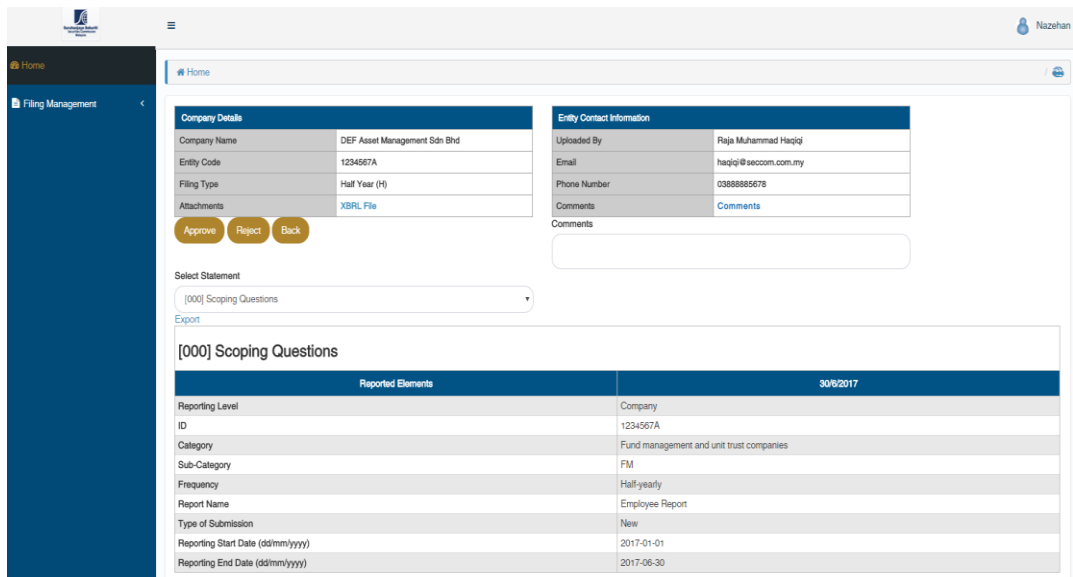 Suruhanjaya Sekuriti
Securities Commission
Malaysia
Nazehan
Home
Filing Management
Home
/
Company Details
Company Name DEF Asset Management Sdn Bhd
Entity Code 1234567A
Filing Type Half Year (H)
Attachments XBRL File
Approve Reject Back
Entity Contact Information
Uploaded By Raja Muhammad Haqiqi
Email haqiqi@seccom.com.my
Phone Number 03888885678
Comments Comments
Comments
Select Statement
[000] Scoping Questions
Export
[000] Scoping Questions
Reported Elements 30/6/2017
Reporting Level Company
ID 1234567A
Category Fund management and unit trust companies
Sub-Category FM
Frequency Half-yearly
Report Name Employee Report
Type of Submission New
Reporting Start Date (dd/mm/yyyy) 2017-01-01
Reporting End Date (dd/mm/yyyy) 2017-06-30